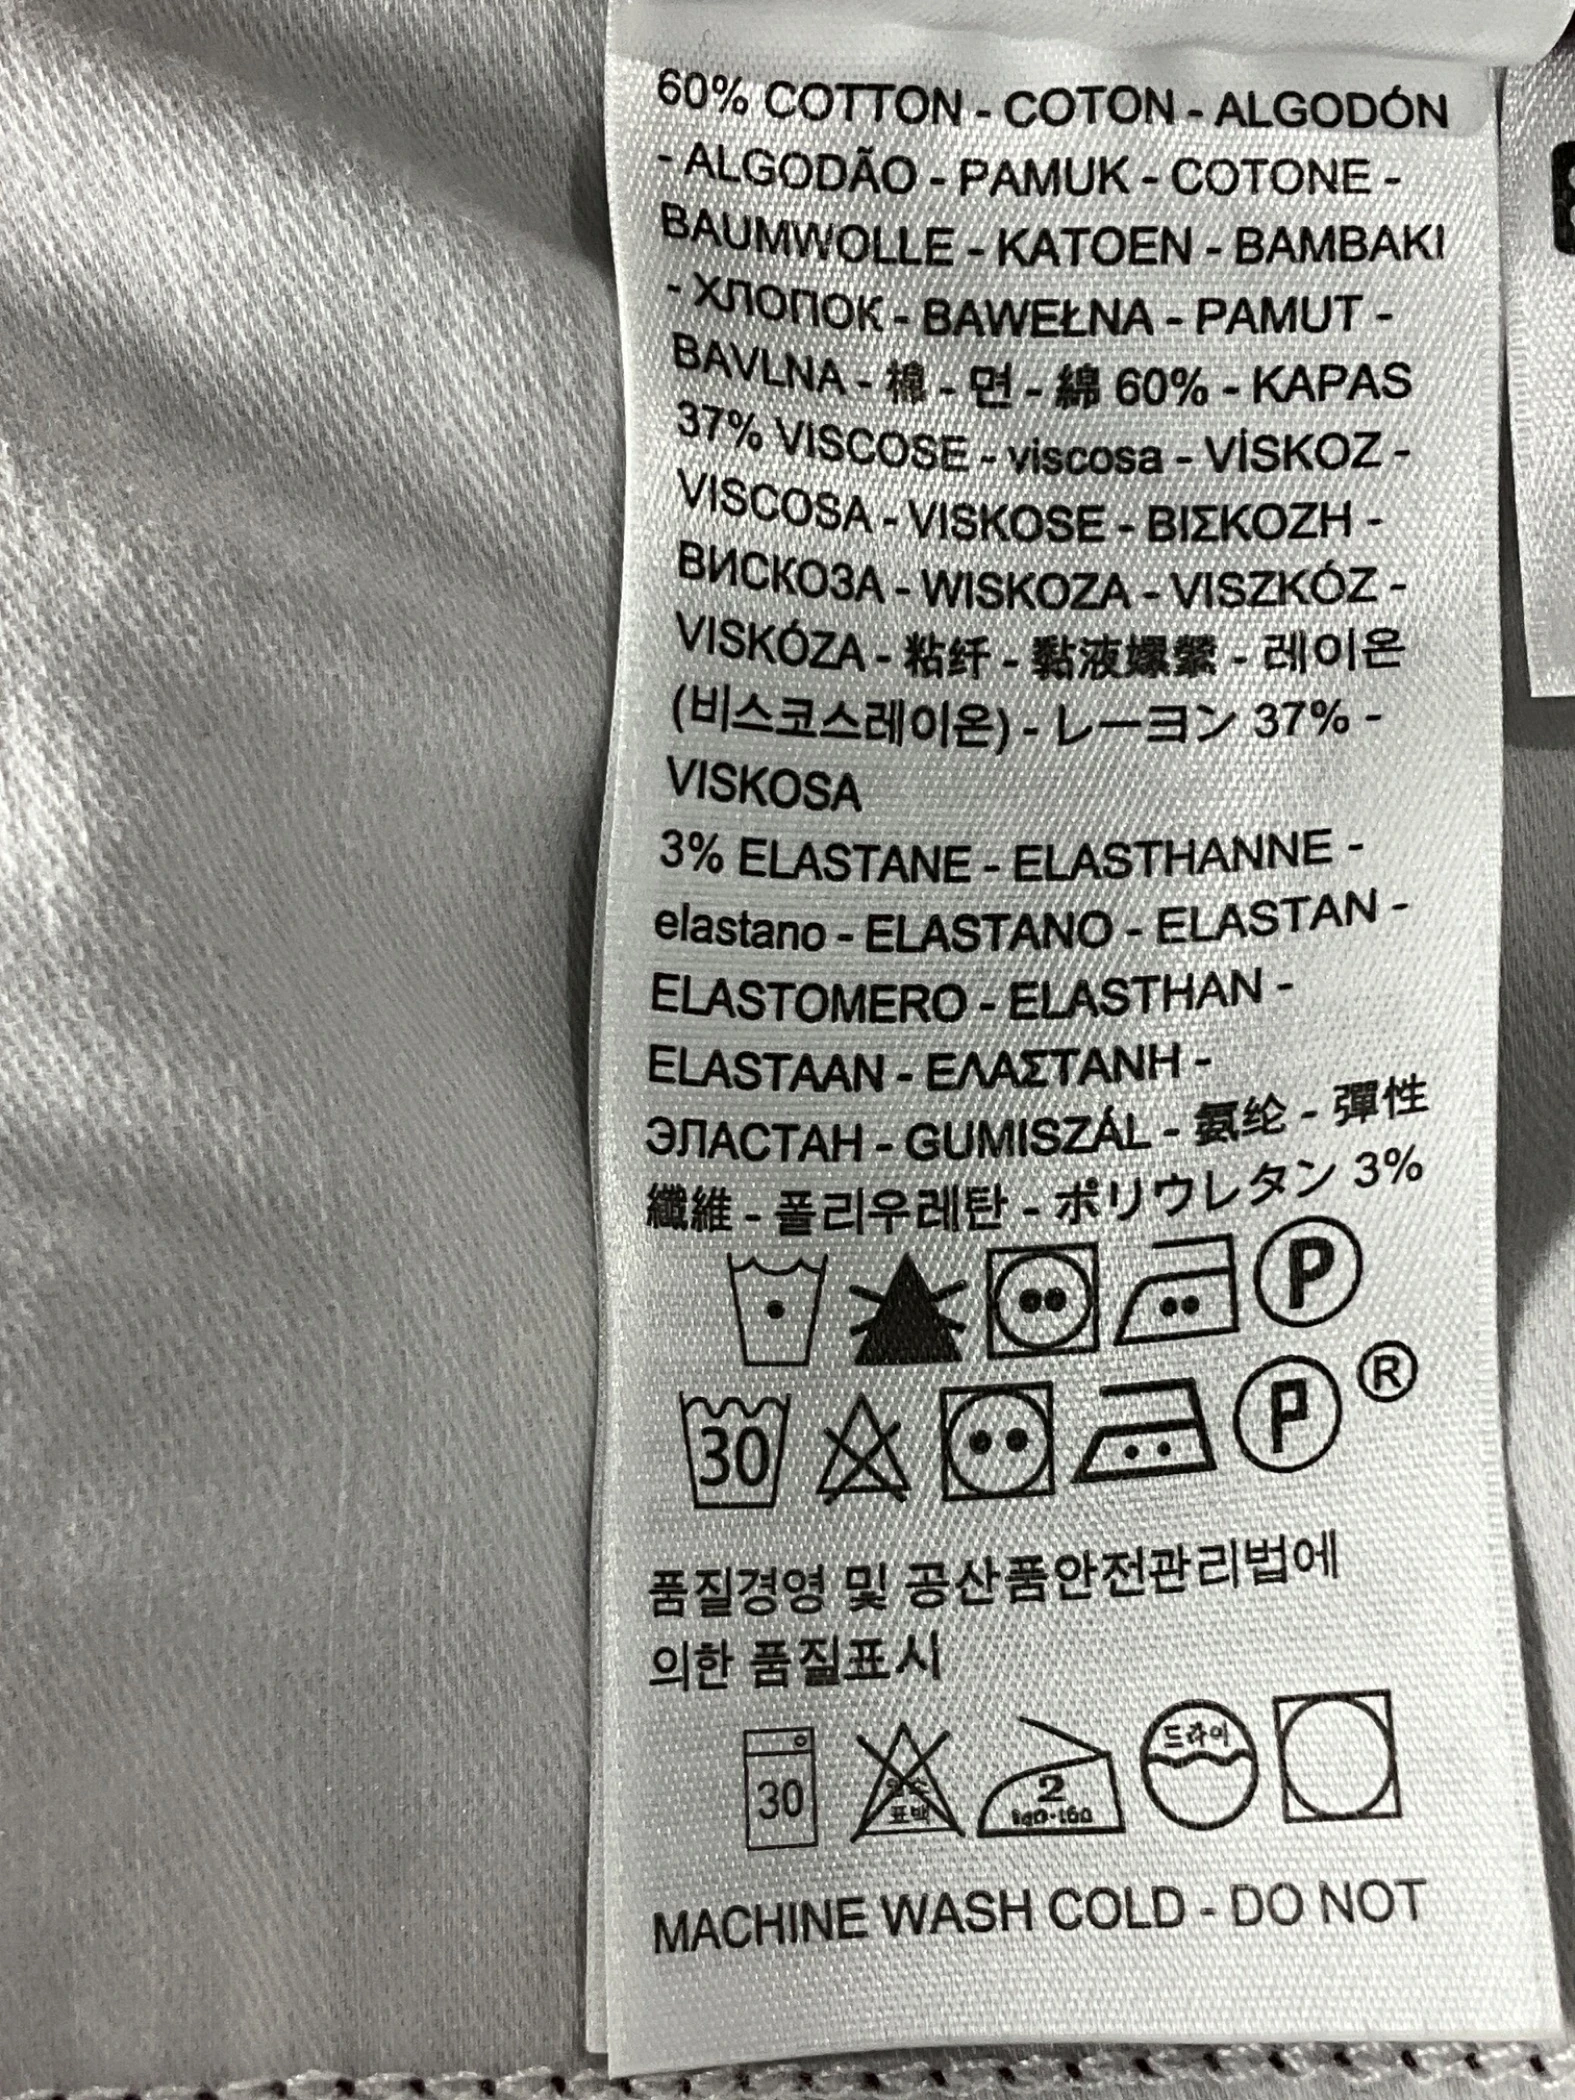 60% COTTON - COTON - ALGODÓN
- ALGODÃO - PAMUK - COTONE -
BAUMWOLLE - KATOEN - BAMBAKI
- ХЛОПОК - BAWEŁNA - PAMUT -
BAVLNA - 棉 - 면 - 綿 60% - KAPAS
37% VISCOSE - viscosa - VİSKOZ -
VISCOSA - VISKOSE - ΒΙΣΚΟΖΗ -
ВИСКОЗА - WISKOZA - VISZKÓZ -
VISKÓZA - 粘纤 - 黏液嫘縈 - 레이온
(비스코스레이온) - レーヨン 37% -
VISKOSA
3% ELASTANE - ELASTHANNE -
elastano - ELASTANO - ELASTAN -
ELASTOMERO - ELASTHAN -
ELASTAAN - ΕΛΑΣΤΑΝΗ -
ЭЛАСТАН - GUMISZÁL - 氨纶 - 彈性
纖維 - 폴리우레탄 - ポリウレタン 3%
P
30 P ®
품질경영 및 공산품안전관리법에
의한 품질표시
30 표백 2 드라이
MACHINE WASH COLD - DO NOT